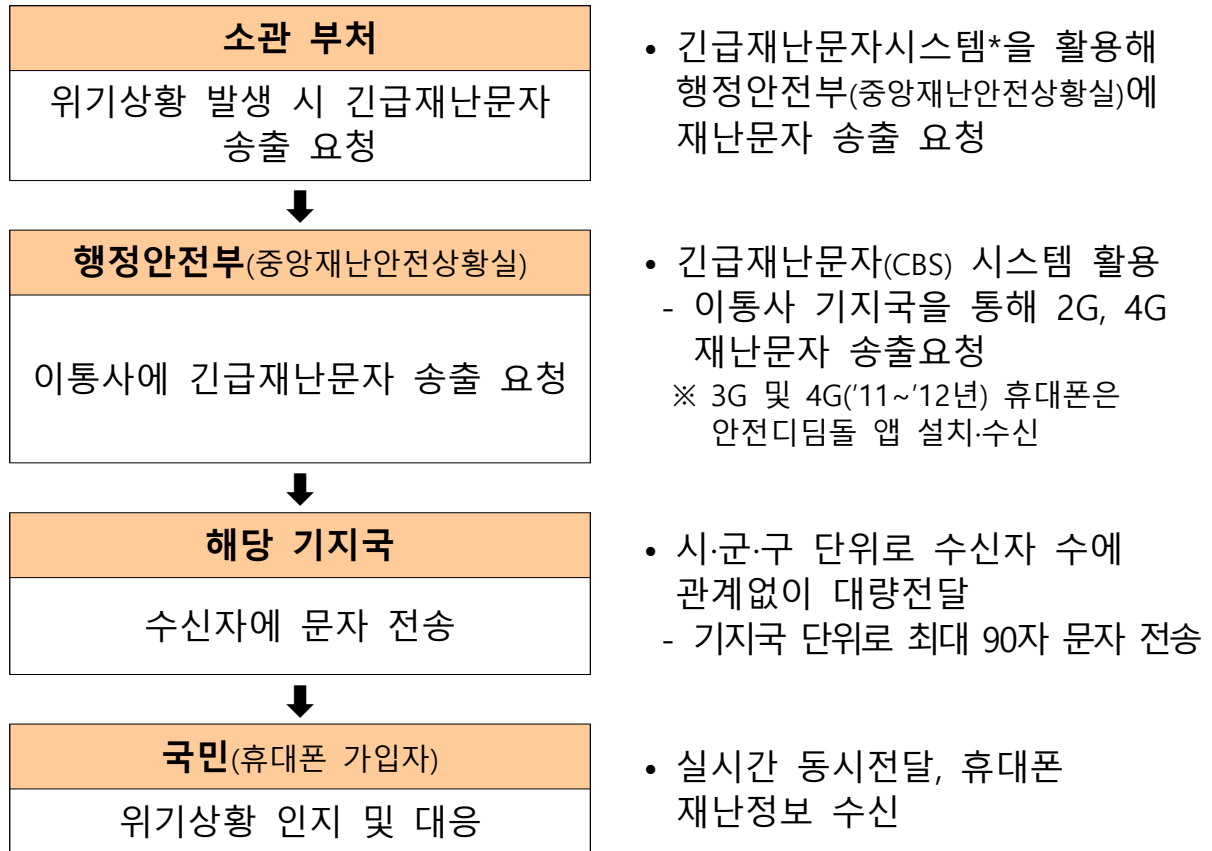 소관 부처
위기상황 발생 시 긴급재난문자
송출 요청
• 긴급재난문자시스템*을 활용해
행정안전부(중앙재난안전상황실)에
재난문자 송출 요청
행정안전부(중앙재난안전상황실)
이통사에 긴급재난문자 송출 요청
• 긴급재난문자(CBS) 시스템 활용
- 이통사 기지국을 통해 2G, 4G
재난문자 송출요청
※ 3G 및 4G('11~'12년) 휴대폰은
안전디딤돌 앱 설치·수신
해당 기지국
수신자에 문자 전송
• 시·군·구 단위로 수신자 수에
관계없이 대량전달
- 기지국 단위로 최대 90자 문자 전송
국민(휴대폰 가입자)
위기상황 인지 및 대응
• 실시간 동시전달, 휴대폰
재난정보 수신